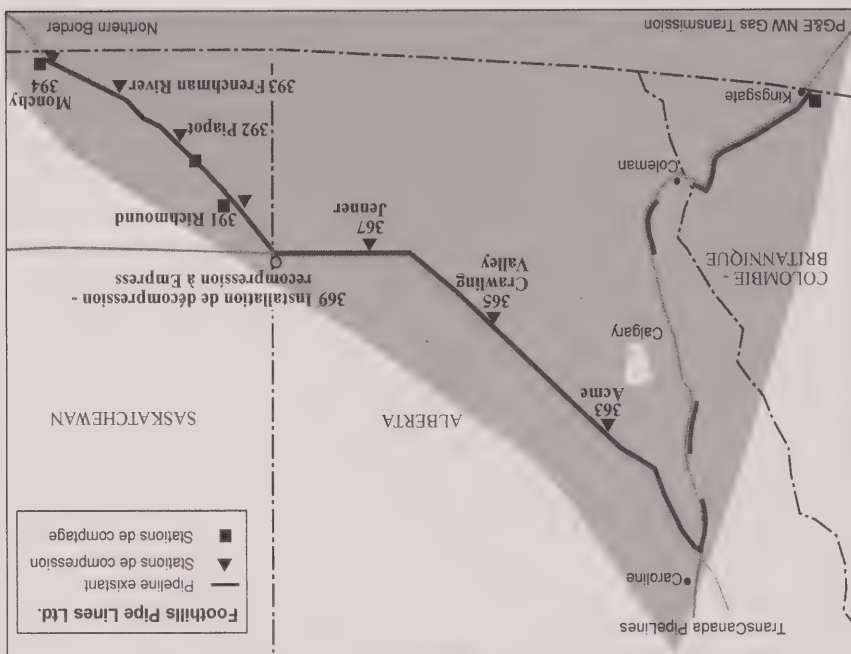 TransCanada PipeLines
Caroline
Foothills Pipe Lines Ltd.
Pipeline existant
Stations de compression
Stations de comptage
ALBERTA
SASKATCHEWAN
363
Acme
Calgary
365
Crawling
Valley
369 Installation de décompression -
recompression à Empress
COLOMBIE -
BRITANNIQUE
367
Jenner
391 Richmound
Coleman
392 Piapot
Kingsgate
393 Frenchman River
Monchy
394
PG&E NW Gas Transmission
Northern Border